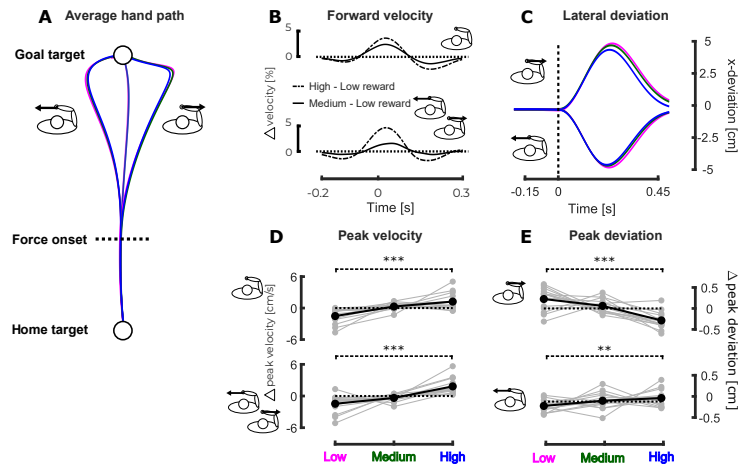 A Average hand path
Goal target
Force onset
Home target
B Forward velocity
5
0
△velocity [%]
High - Low reward
Medium - Low reward
5
0
-0.2 0 0.3
Time [s]
C Lateral deviation
5
2.5
0
-2.5
-5
x-deviation [cm]
-0.15 0 0.45
Time [s]
D Peak velocity
***
6
0
-6
△peak velocity [cm/s]
***
6
0
-6
Low Medium High
E Peak deviation
***
0.5
0
-0.5
△ peak deviation [cm]
**
0.5
0
-0.5
Low Medium High